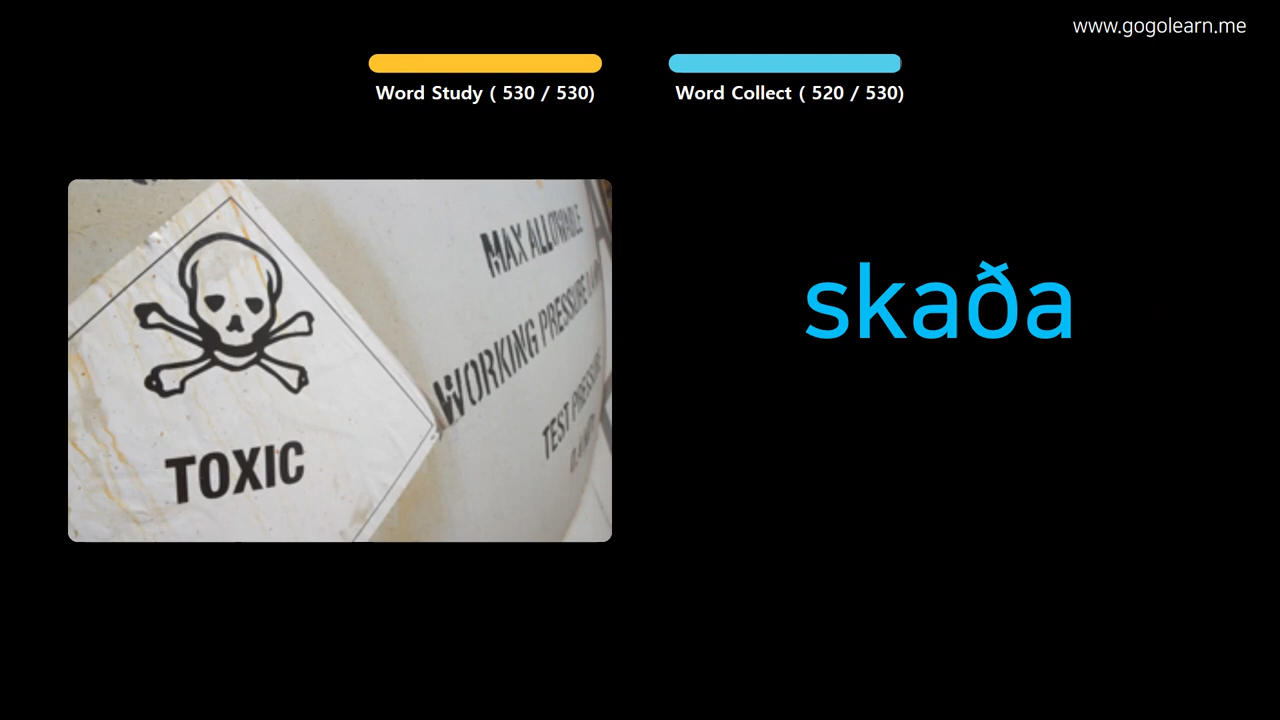 www.gogolearn.me
Word Study ( 530 / 530)
Word Collect ( 520 / 530)
MAX ALLOWABLE
WORKING PRESSURE
TEST PRESSURE
TOXIC
skaða